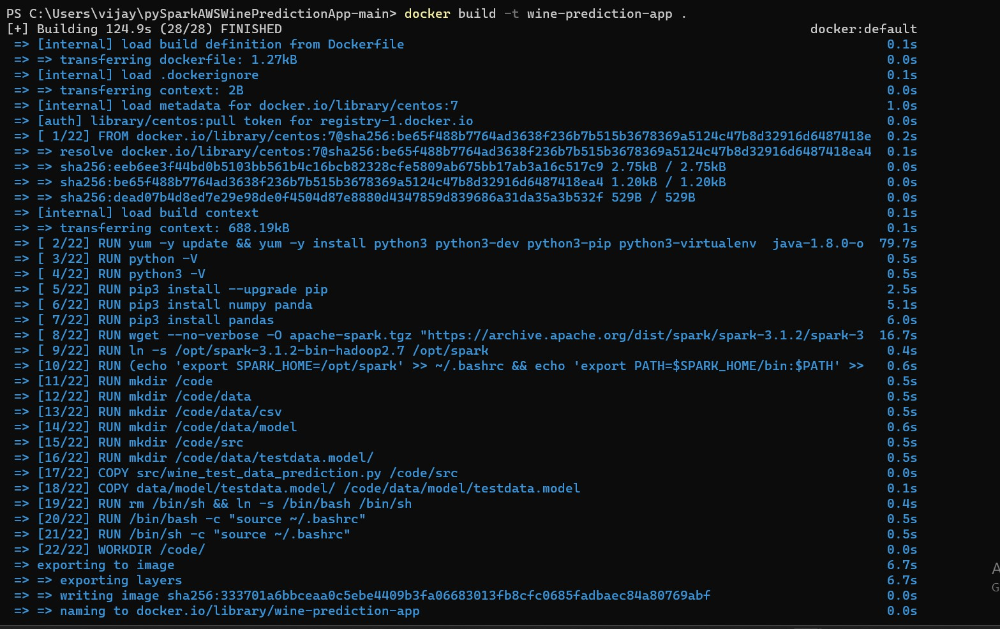 PS C:\Users\vijay\pySparkAWSWinePredictionApp-main> docker build -t wine-prediction-app .
[+] Building 124.9s (28/28) FINISHED docker:default
=> [internal] load build definition from Dockerfile 0.1s
=> => transferring dockerfile: 1.27kB 0.0s
=> [internal] load .dockerignore 0.1s
=> => transferring context: 2B 0.0s
=> [internal] load metadata for docker.io/library/centos:7 1.0s
=> [auth] library/centos:pull token for registry-1.docker.io 0.0s
=> [ 1/22] FROM docker.io/library/centos:7@sha256:be65f488b7764ad3638f236b7b515b3678369a5124c47b8d32916d6487418e 0.2s
=> => resolve docker.io/library/centos:7@sha256:be65f488b7764ad3638f236b7b515b3678369a5124c47b8d32916d6487418ea4 0.1s
=> => sha256:eeb6ee3f44bd0b5103bb561b4c16bcb82328cfe5809ab675bb17ab3a16c517c9 2.75kB / 2.75kB 0.0s
=> => sha256:be65f488b7764ad3638f236b7b515b3678369a5124c47b8d32916d6487418ea4 1.20kB / 1.20kB 0.0s
=> => sha256:dead07b4d8ed7e29e98de0f4504d87e8880d4347859d839686a31da35a3b532f 529B / 529B 0.0s
=> [internal] load build context 0.1s
=> => transferring context: 688.19kB 0.1s
=> [ 2/22] RUN yum -y update && yum -y install python3 python3-dev python3-pip python3-virtualenv  java-1.8.0-o 79.7s
=> [ 3/22] RUN python -V 0.5s
=> [ 4/22] RUN python3 -V 0.5s
=> [ 5/22] RUN pip3 install --upgrade pip 2.5s
=> [ 6/22] RUN pip3 install numpy panda 5.1s
=> [ 7/22] RUN pip3 install pandas 6.0s
=> [ 8/22] RUN wget --no-verbose -O apache-spark.tgz "https://archive.apache.org/dist/spark/spark-3.1.2/spark-3 16.7s
=> [ 9/22] RUN ln -s /opt/spark-3.1.2-bin-hadoop2.7 /opt/spark 0.4s
=> [10/22] RUN (echo 'export SPARK_HOME=/opt/spark' >> ~/.bashrc && echo 'export PATH=$SPARK_HOME/bin:$PATH' >> 0.6s
=> [11/22] RUN mkdir /code 0.5s
=> [12/22] RUN mkdir /code/data 0.5s
=> [13/22] RUN mkdir /code/data/csv 0.5s
=> [14/22] RUN mkdir /code/data/model 0.6s
=> [15/22] RUN mkdir /code/src 0.5s
=> [16/22] RUN mkdir /code/data/testdata.model/ 0.5s
=> [17/22] COPY src/wine_test_data_prediction.py /code/src 0.0s
=> [18/22] COPY data/model/testdata.model/ /code/data/model/testdata.model 0.1s
=> [19/22] RUN rm /bin/sh && ln -s /bin/bash /bin/sh 0.4s
=> [20/22] RUN /bin/bash -c "source ~/.bashrc" 0.5s
=> [21/22] RUN /bin/sh -c "source ~/.bashrc" 0.5s
=> [22/22] WORKDIR /code/ 0.0s
=> exporting to image 6.7s
=> => exporting layers 6.7s
=> => writing image sha256:333701a6bbceaa0c5ebe4409b3fa06683013fb8cfc0685fadbaec84a80769abf 0.0s
=> => naming to docker.io/library/wine-prediction-app 0.0s